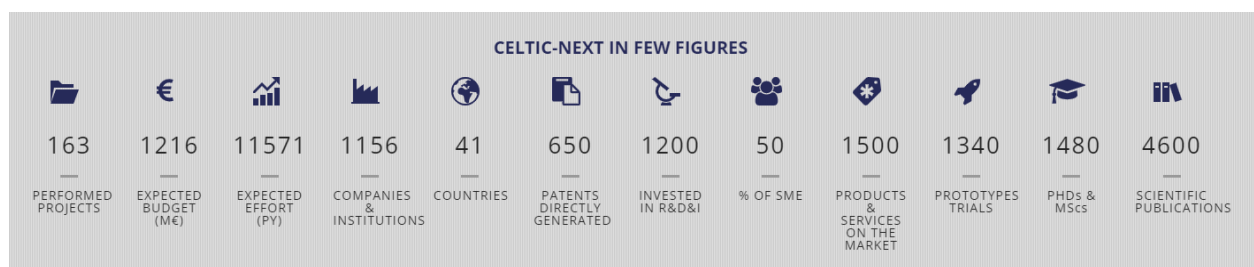 CELTIC-NEXT IN FEW FIGURES
163
PERFORMED
PROJECTS
1216
EXPECTED
BUDGET
(M€)
11571
EXPECTED
EFFORT
(PY)
1156
COMPANIES
&
INSTITUTIONS
41
COUNTRIES
650
PATENTS
DIRECTLY
GENERATED
1200
INVESTED
IN R&D&I
50
% OF SME
1500
PRODUCTS
&
SERVICES
ON THE
MARKET
1340
PROTOTYPES
TRIALS
1480
PHDs &
MScs
4600
SCIENTIFIC
PUBLICATIONS